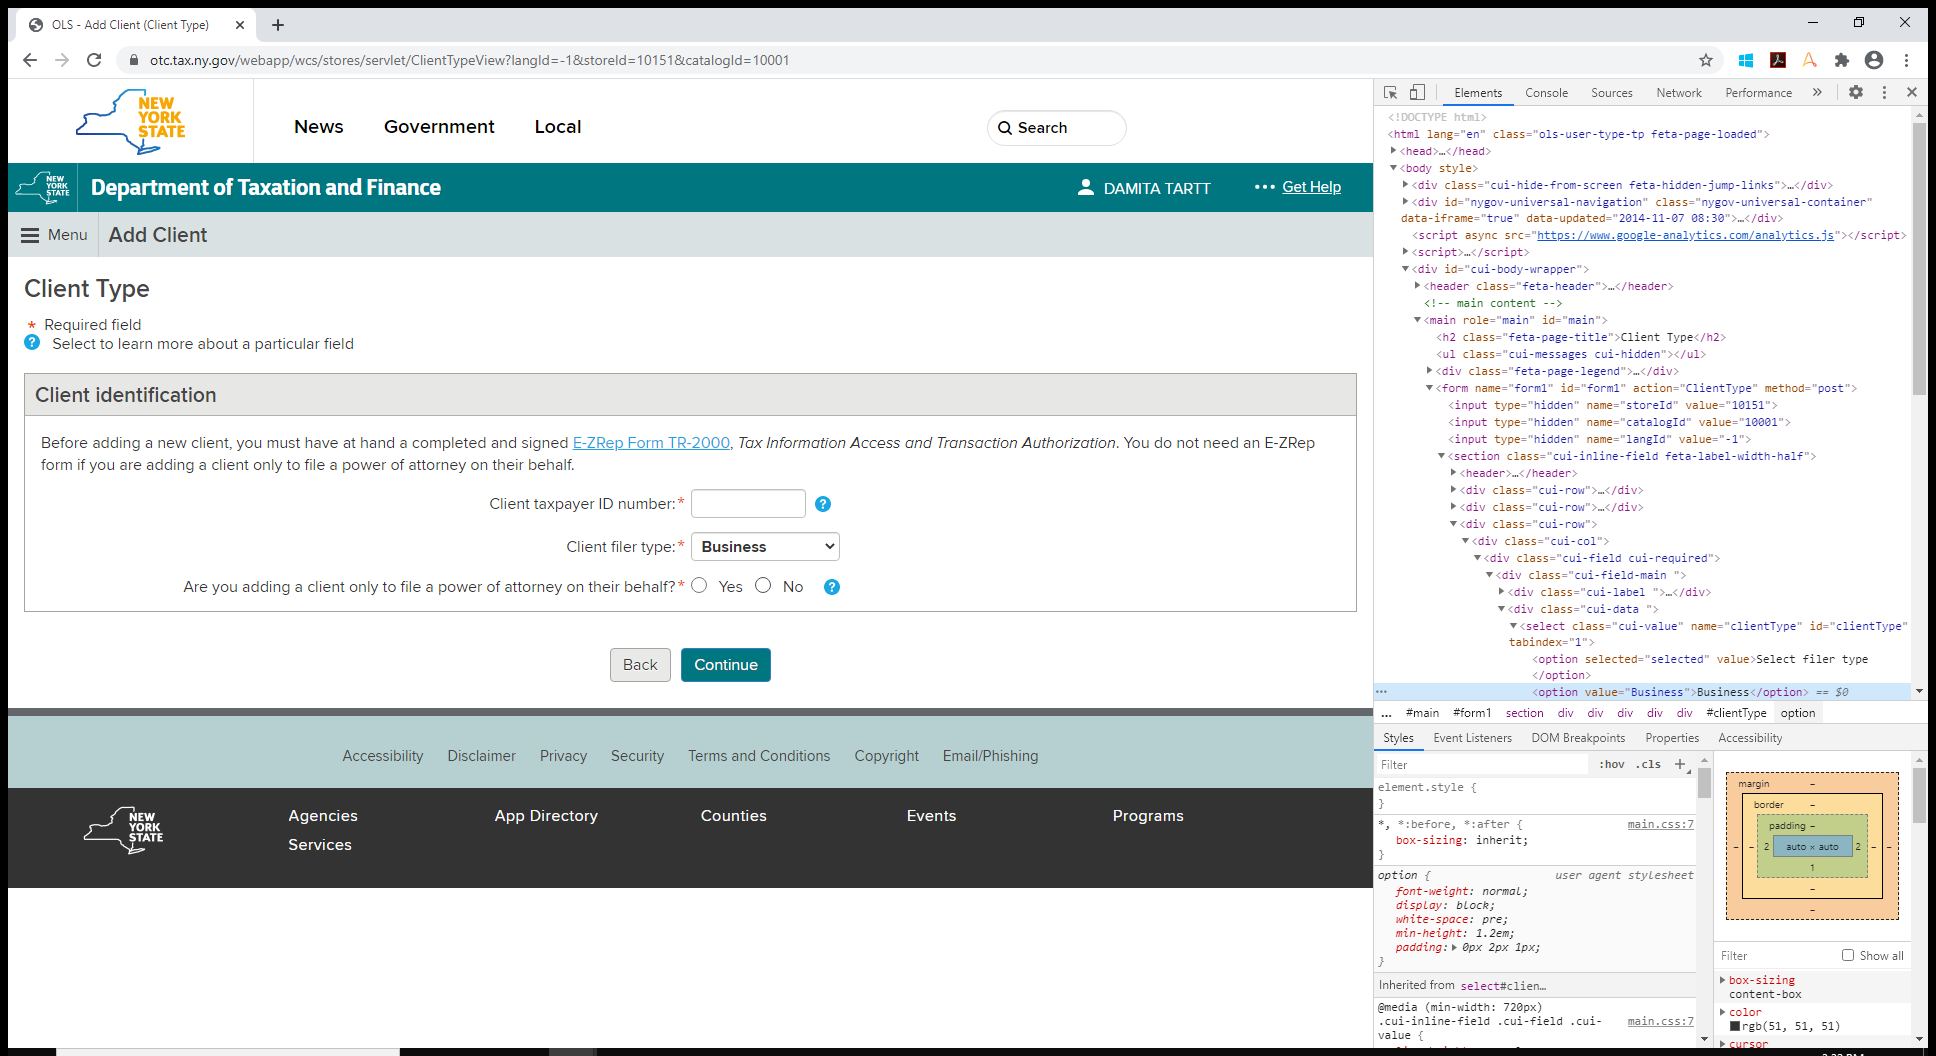 OLS - Add Client (Client Type)
otc.tax.ny.gov/webapp/wcs/stores/servlet/ClientTypeView?langId=-1&storeId=10151&catalogId=10001
NEW YORK STATE
News Government Local
Search
NEW YORK STATE
Department of Taxation and Finance
DAMITA TARTT
••• Get Help
Menu
Add Client
Client Type
* Required field
? Select to learn more about a particular field
Client identification
Before adding a new client, you must have at hand a completed and signed E-ZRep Form TR-2000, Tax Information Access and Transaction Authorization. You do not need an E-ZRep
form if you are adding a client only to file a power of attorney on their behalf.
Client taxpayer ID number:* ?
Client filer type:* Business
Are you adding a client only to file a power of attorney on their behalf?* Yes No ?
Back Continue
Accessibility Disclaimer Privacy Security Terms and Conditions Copyright Email/Phishing
NEW YORK STATE
Agencies App Directory Counties Events Programs
Services
Elements Console Sources Network Performance »
<!DOCTYPE html>
<html lang="en" class="ols-user-type-tp feta-page-loaded">
<head>…</head>
<body style>
<div class="cui-hide-from-screen feta-hidden-jump-links">…</div>
<div id="nygov-universal-navigation" class="nygov-universal-container"
data-iframe="true" data-updated="2014-11-07 08:30">…</div>
<script async src="https://www.google-analytics.com/analytics.js"></script>
<script>…</script>
<div id="cui-body-wrapper">
<header class="feta-header">…</header>
<!-- main content -->
<main role="main" id="main">
<h2 class="feta-page-title">Client Type</h2>
<ul class="cui-messages cui-hidden"></ul>
<div class="feta-page-legend">…</div>
<form name="form1" id="form1" action="ClientType" method="post">
<input type="hidden" name="storeId" value="10151">
<input type="hidden" name="catalogId" value="10001">
<input type="hidden" name="langId" value="-1">
<section class="cui-inline-field feta-label-width-half">
<header>…</header>
<div class="cui-row">…</div>
<div class="cui-row">…</div>
<div class="cui-row">
<div class="cui-col">
<div class="cui-field cui-required">
<div class="cui-field-main ">
<div class="cui-label ">…</div>
<div class="cui-data ">
<select class="cui-value" name="clientType" id="clientType"
tabindex="1">
<option selected="selected" value>Select filer type
</option>
… <option value="Business">Business</option> == $0
… #main #form1 section div div div div div #clientType option
Styles Event Listeners DOM Breakpoints Properties Accessibility
Filter :hov .cls +
element.style {
}
*, *:before, *:after { main.css:7
box-sizing: inherit;
}
option { user agent stylesheet
font-weight: normal;
display: block;
white-space: pre;
min-height: 1.2em;
padding: 0px 2px 1px;
}
Inherited from select#clien…
@media (min-width: 720px)
.cui-inline-field .cui-field .cui- main.css:7
value {
margin –
border –
padding –
– – 2 auto × auto 2 – –
1
–
–
Filter Show all
box-sizing
content-box
color
rgb(51, 51, 51)
cursor